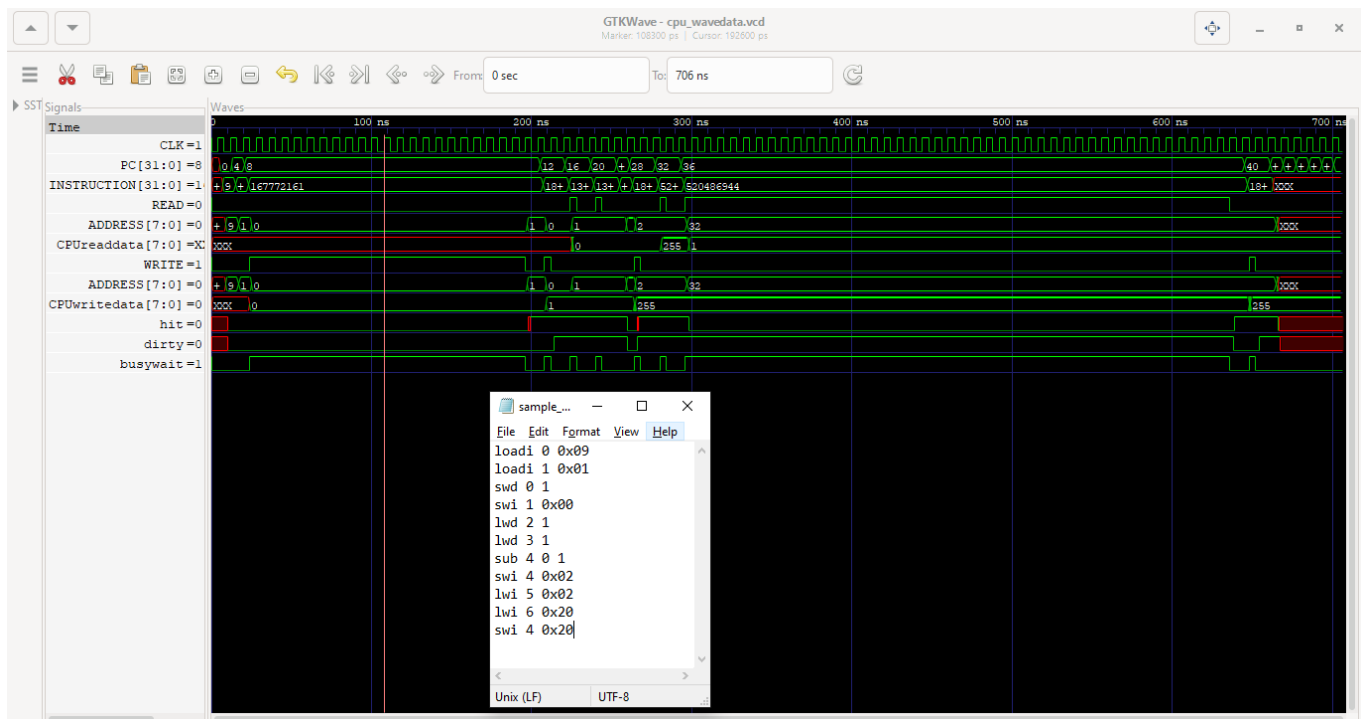 GTKWave - cpu_wavedata.vcd
Marker: 108300 ps | Cursor: 192600 ps
From: 0 sec To: 706 ns
SST
Signals
Waves
Time
0 100 ns 200 ns 300 ns 400 ns 500 ns 600 ns 700 ns
CLK =1
PC[31:0] =8 0 4 8 12 16 20 + 28 32 36 40 + + + + +
INSTRUCTION[31:0] =1 + 9 + 167772161 18+ 13+ 13+ + 18+ 52+ 520486944 18+ XXX
READ =0
ADDRESS[7:0] =0 + 9 1 0 1 0 1 2 32 XXX
CPUreaddata[7:0] =X XXX 0 255 1
WRITE =1
ADDRESS[7:0] =0 + 9 1 0 1 0 1 2 32 XXX
CPUwritedata[7:0] =0 XXX 0 1 255 255
hit =0
dirty =0
busywait =1
sample_...
File Edit Format View Help
loadi 0 0x09
loadi 1 0x01
swd 0 1
swi 1 0x00
lwd 2 1
lwd 3 1
sub 4 0 1
swi 4 0x02
lwi 5 0x02
lwi 6 0x20
swi 4 0x20
Unix (LF) UTF-8